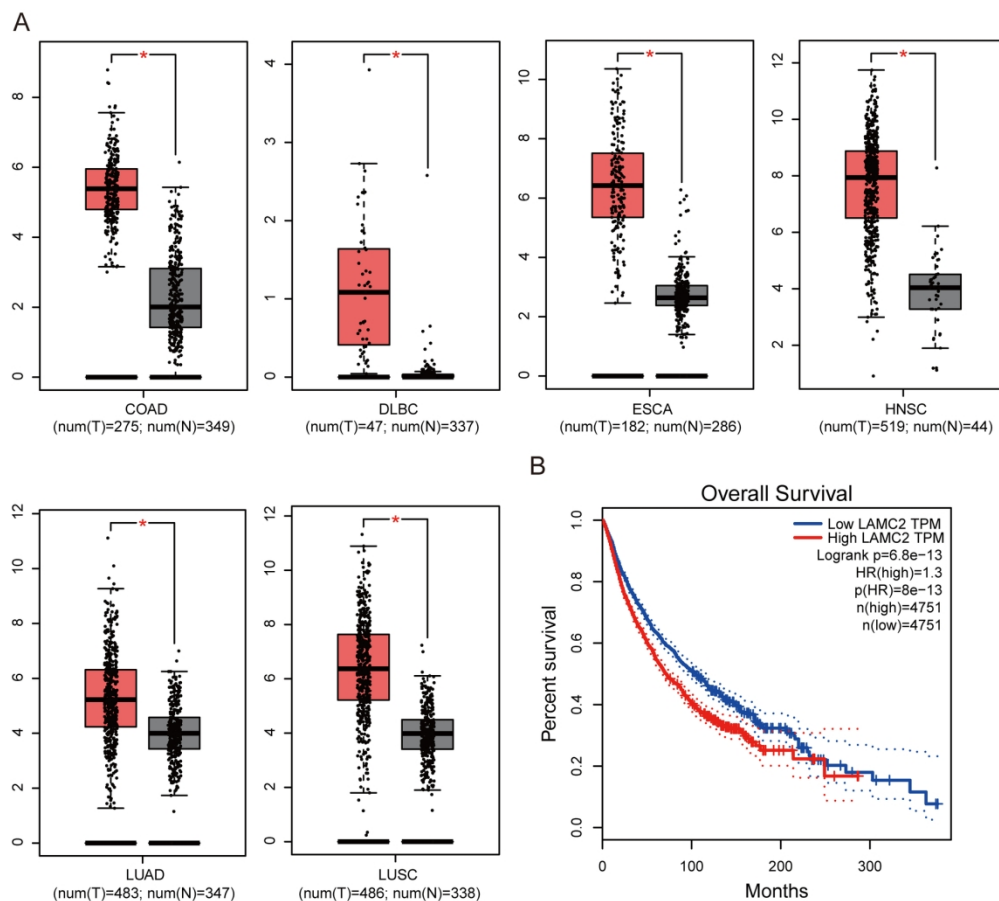 A
*
*
*
*
8
6
4
2
0
4
3
2
1
0
10
8
6
4
2
0
12
10
8
6
4
2
COAD
(num(T)=275; num(N)=349)
DLBC
(num(T)=47; num(N)=337)
ESCA
(num(T)=182; num(N)=286)
HNSC
(num(T)=519; num(N)=44)
*
*
12
10
8
6
4
2
0
12
10
8
6
4
2
0
LUAD
(num(T)=483; num(N)=347)
LUSC
(num(T)=486; num(N)=338)
B
Overall Survival
Low LAMC2 TPM
High LAMC2 TPM
Logrank p=6.8e−13
HR(high)=1.3
p(HR)=8e−13
n(high)=4751
n(low)=4751
Percent survival
1.0
0.8
0.6
0.4
0.2
0.0
0 100 200 300
Months